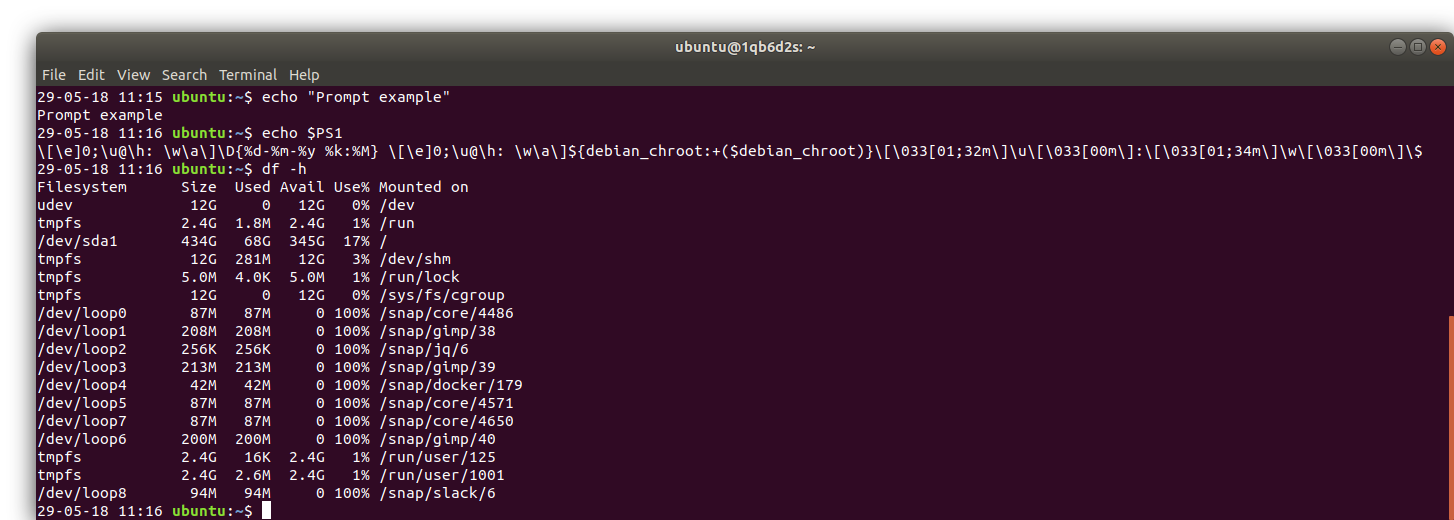 ubuntu@1qb6d2s: ~
File Edit View Search Terminal Help
29-05-18 11:15 ubuntu:~$ echo "Prompt example"
Prompt example
29-05-18 11:16 ubuntu:~$ echo $PS1
\[\e]0;\u@\h: \w\a\]\D{%d-%m-%y %k:%M} \[\e]0;\u@\h: \w\a\]${debian_chroot:+($debian_chroot)}\[\033[01;32m\]\u\[\033[00m\]:\[\033[01;34m\]\w\[\033[00m\]\$
29-05-18 11:16 ubuntu:~$ df -h
Filesystem      Size  Used Avail Use% Mounted on
udev             12G     0   12G   0% /dev
tmpfs           2.4G  1.8M  2.4G   1% /run
/dev/sda1       434G   68G  345G  17% /
tmpfs            12G  281M   12G   3% /dev/shm
tmpfs           5.0M  4.0K  5.0M   1% /run/lock
tmpfs            12G     0   12G   0% /sys/fs/cgroup
/dev/loop0       87M   87M     0 100% /snap/core/4486
/dev/loop1      208M  208M     0 100% /snap/gimp/38
/dev/loop2      256K  256K     0 100% /snap/jq/6
/dev/loop3      213M  213M     0 100% /snap/gimp/39
/dev/loop4       42M   42M     0 100% /snap/docker/179
/dev/loop5       87M   87M     0 100% /snap/core/4571
/dev/loop7       87M   87M     0 100% /snap/core/4650
/dev/loop6      200M  200M     0 100% /snap/gimp/40
tmpfs           2.4G   16K  2.4G   1% /run/user/125
tmpfs           2.4G  2.6M  2.4G   1% /run/user/1001
/dev/loop8       94M   94M     0 100% /snap/slack/6
29-05-18 11:16 ubuntu:~$